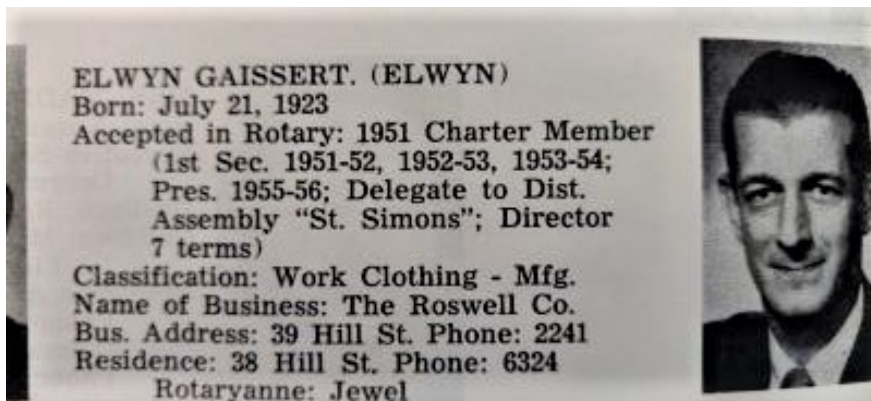 ELWYN GAISSERT. (ELWYN)
Born: July 21, 1923
Accepted in Rotary: 1951 Charter Member
(1st Sec. 1951-52, 1952-53, 1953-54;
Pres. 1955-56; Delegate to Dist.
Assembly “St. Simons”; Director
7 terms)
Classification: Work Clothing - Mfg.
Name of Business: The Roswell Co.
Bus. Address: 39 Hill St. Phone: 2241
Residence: 38 Hill St. Phone: 6324
Rotaryanne: Jewel